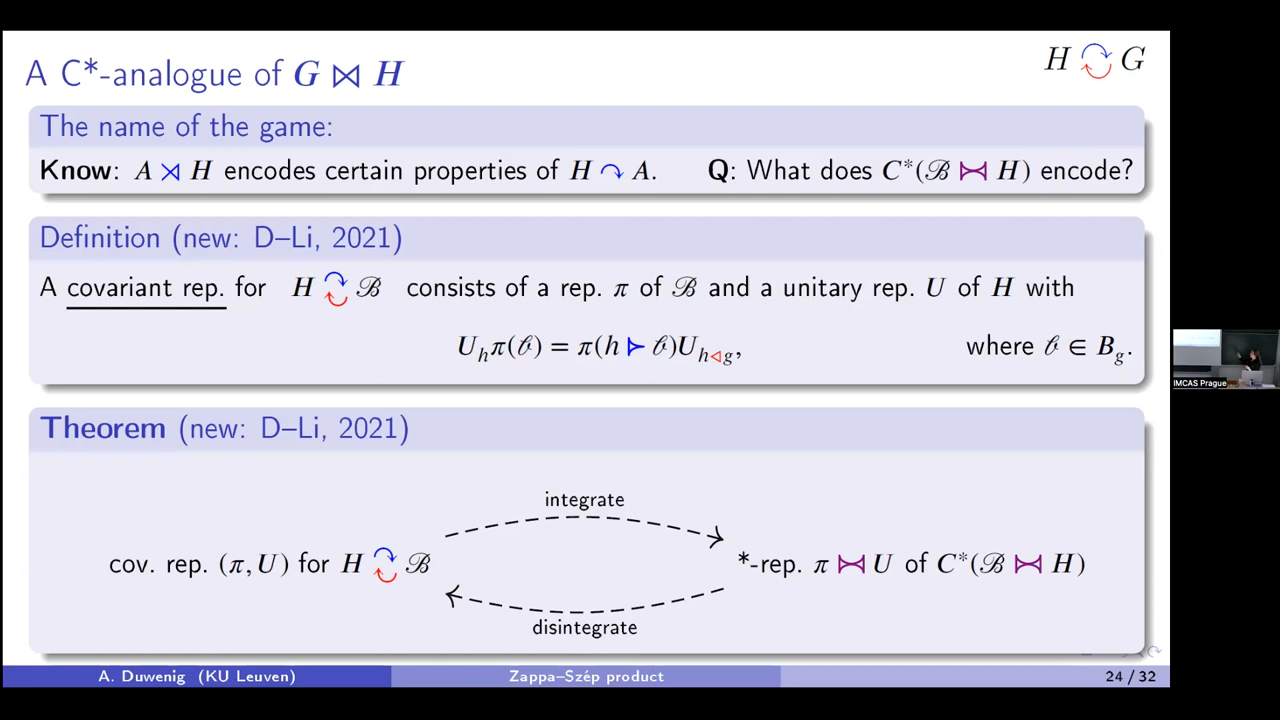 A C*-analogue of G ⋈ H
H G
The name of the game:
Know: A ⋊ H encodes certain properties of H ↷ A. Q: What does C*(ℬ ⋈ H) encode?
Definition (new: D–Li, 2021)
A covariant rep. for H ℬ consists of a rep. π of ℬ and a unitary rep. U of H with
U_h π(𝒷) = π(h ▶ 𝒷)U_{h◁g}, where 𝒷 ∈ B_g.
Theorem (new: D–Li, 2021)
integrate
cov. rep. (π, U) for H ℬ *-rep. π ⋈ U of C*(ℬ ⋈ H)
disintegrate
A. Duwenig (KU Leuven) Zappa–Szép product 24 / 32
IMCAS Prague